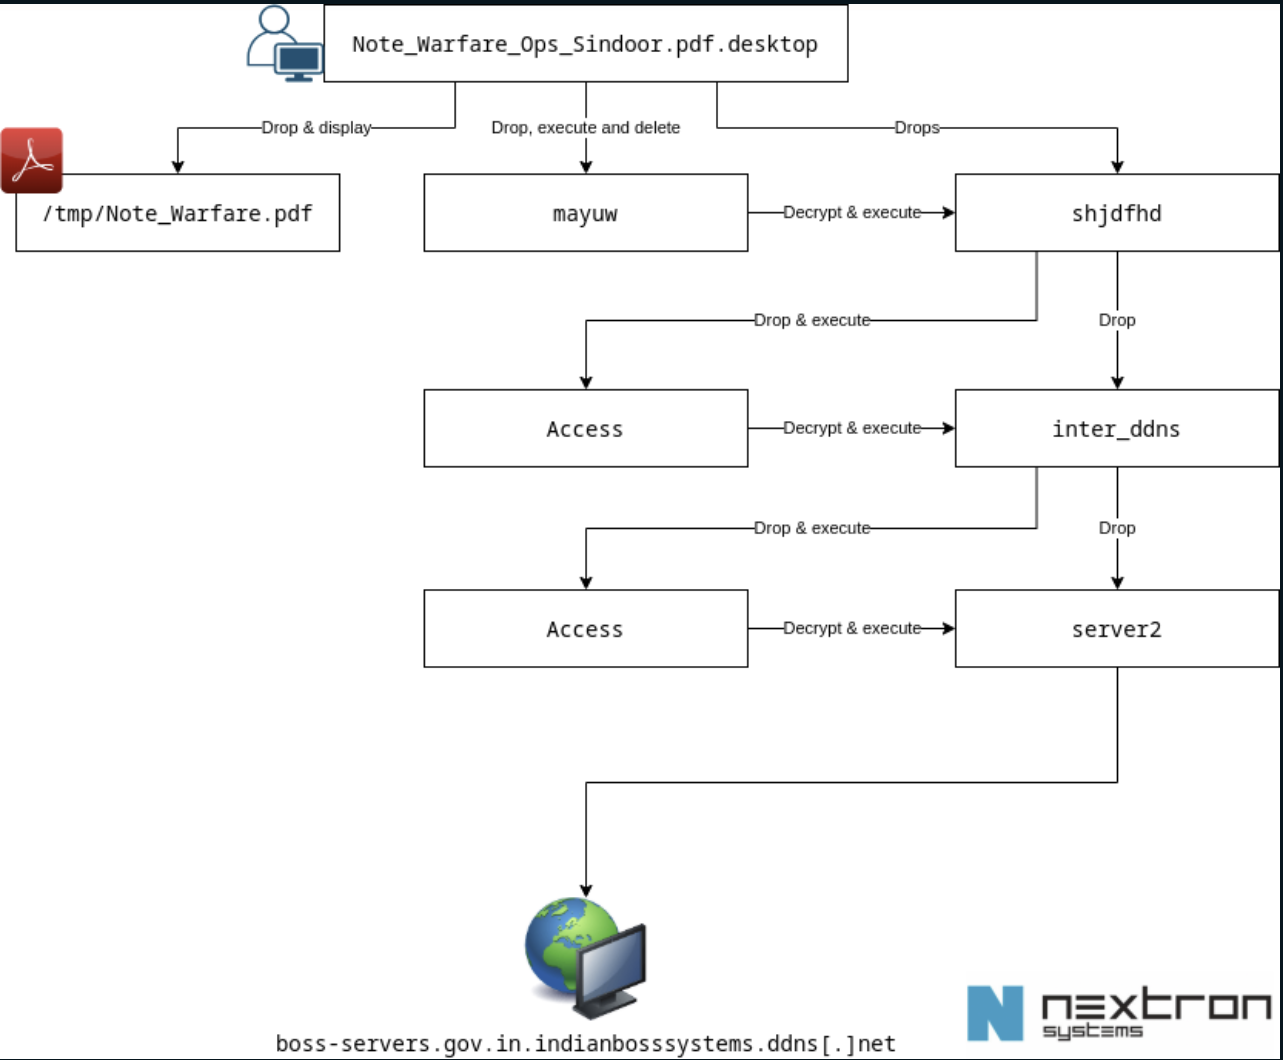 Note_Warfare_Ops_Sindoor.pdf.desktop
Drop & display
Drop, execute and delete
Drops
/tmp/Note_Warfare.pdf
mayuw
Decrypt & execute
shjdfhd
Drop & execute
Drop
Access
Decrypt & execute
inter_ddns
Drop & execute
Drop
Access
Decrypt & execute
server2
nextron
systems
boss-servers.gov.in.indianbosssystems.ddns[.]net